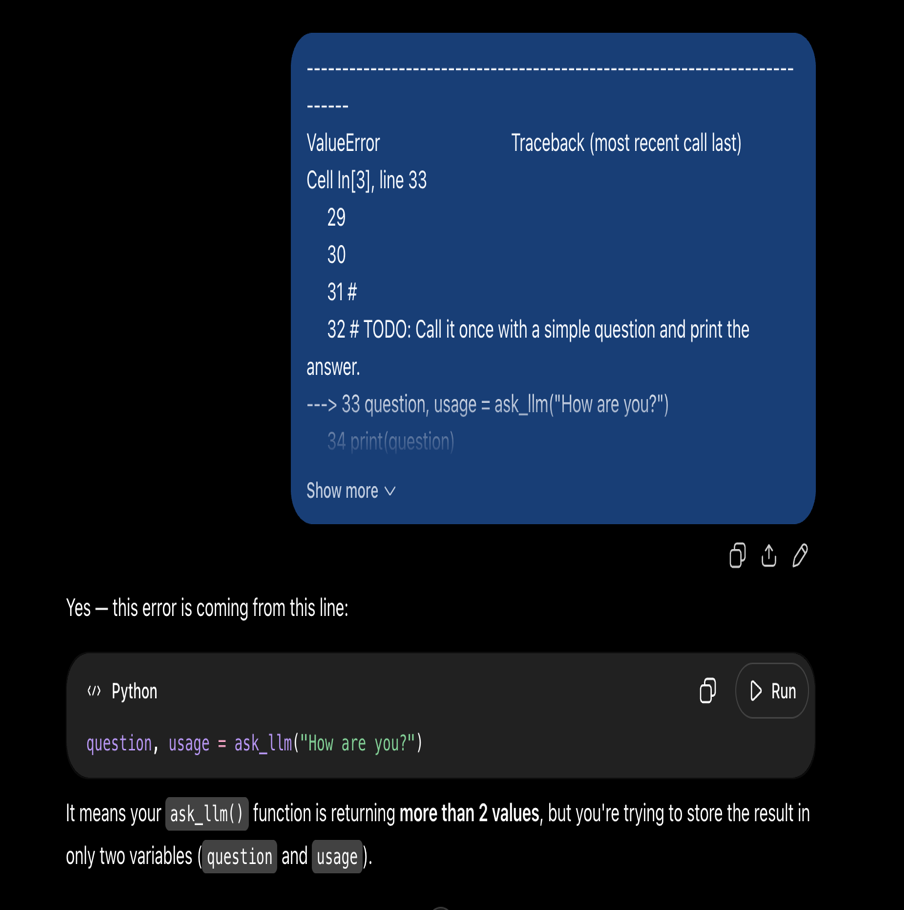 ---------------------------------------------------------------------
------
ValueError Traceback (most recent call last)
Cell In[3], line 33
29
30
31 #
32 # TODO: Call it once with a simple question and print the
answer.
---> 33 question, usage = ask_llm("How are you?")
34 print(question)
Show more
Yes — this error is coming from this line:
Python
Run
question, usage = ask_llm("How are you?")
It means your ask_llm() function is returning more than 2 values, but you're trying to store the result in
only two variables (question and usage).